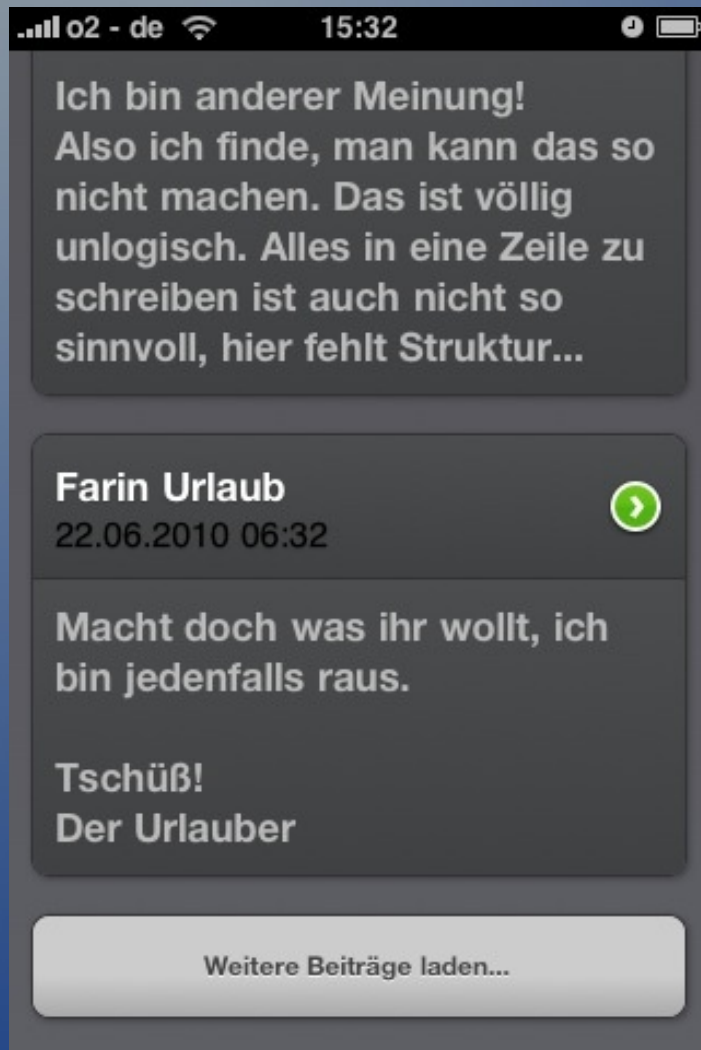 o2 - de 15:32
Ich bin anderer Meinung!
Also ich finde, man kann das so
nicht machen. Das ist völlig
unlogisch. Alles in eine Zeile zu
schreiben ist auch nicht so
sinnvoll, hier fehlt Struktur...
Farin Urlaub
22.06.2010 06:32
Macht doch was ihr wollt, ich
bin jedenfalls raus.
Tschüß!
Der Urlauber
Weitere Beiträge laden...